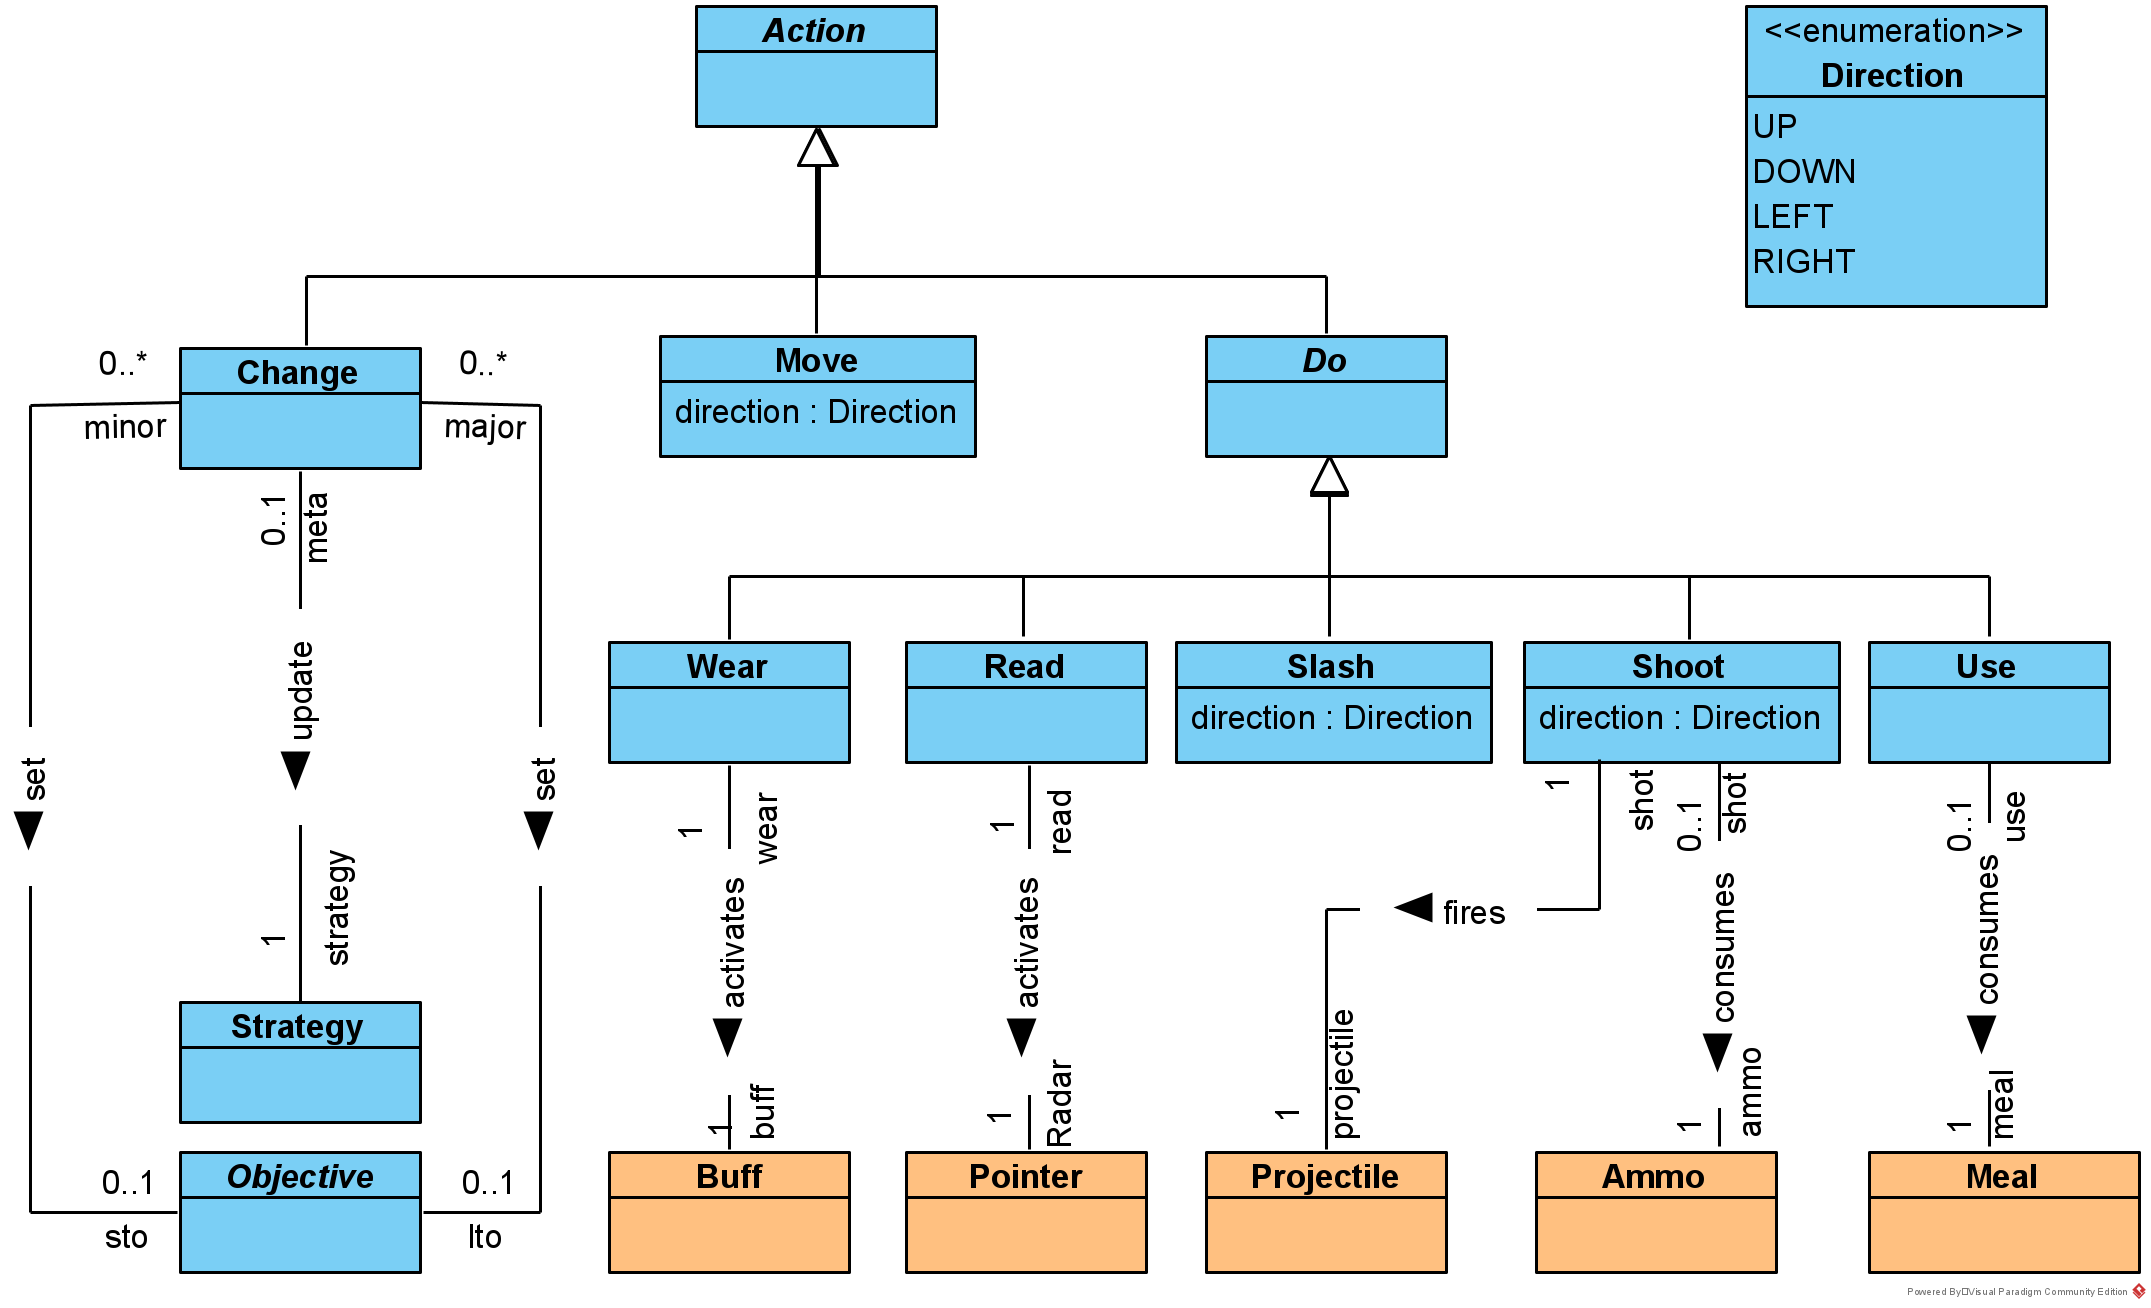 Action
<<enumeration>>
Direction
UP
DOWN
LEFT
RIGHT
0..*
minor
Change
0..*
major
Move
direction : Direction
Do
0..1
meta
update
set
set
1
strategy
Wear
Read
Slash
direction : Direction
Shoot
direction : Direction
Use
1
wear
activates
1
buff
1
read
activates
1
Radar
1
shot
fires
1
projectile
0..1
shot
consumes
1
ammo
0..1
use
consumes
1
meal
Strategy
0..1
sto
Objective
0..1
lto
Buff
Pointer
Projectile
Ammo
Meal
Powered By□Visual Paradigm Community Edition